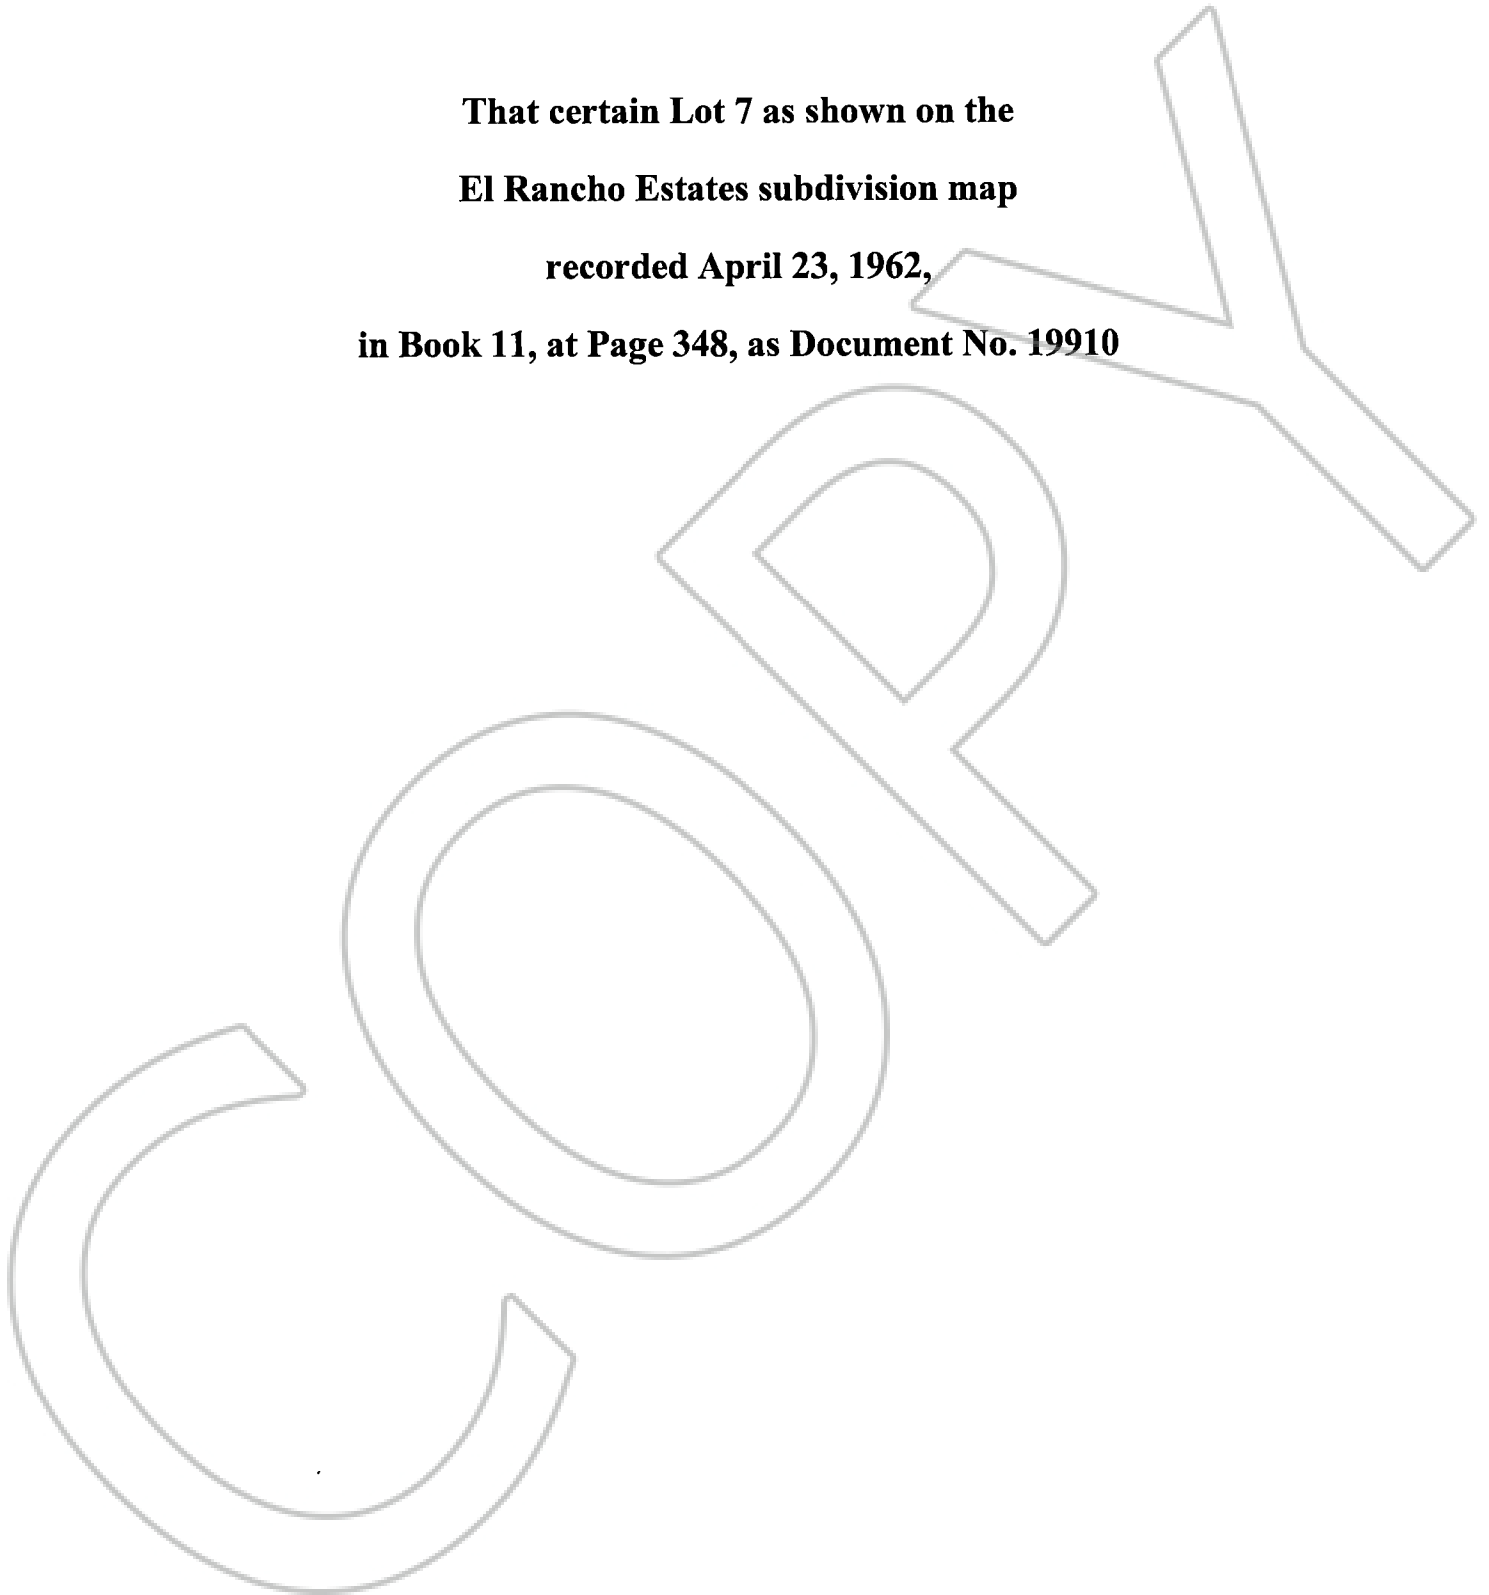 That certain Lot 7 as shown on the
El Rancho Estates subdivision map
recorded April 23, 1962,
in Book 11, at Page 348, as Document No. 19910
COPY